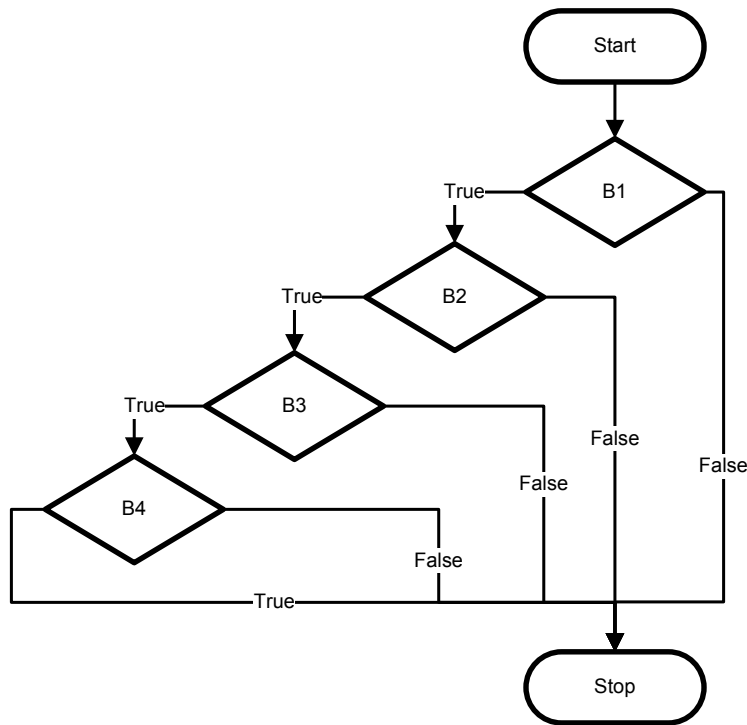 Start
B1
True
B2
True
B3
True
B4
False
False
False
False
True
Stop